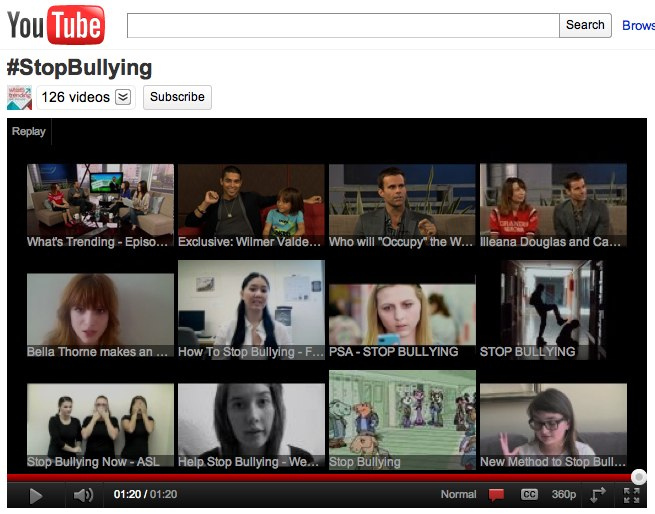 YouTube
Search
Brows
#StopBullying
what's trending
126 videos
Subscribe
Replay
What's Trending - Episo...
Exclusive: Wilmer Valde...
Who will "Occupy" the W...
Illeana Douglas and Ca...
Bella Thorne makes an ...
How To Stop Bullying - F...
PSA - STOP BULLYING
STOP BULLYING
Stop Bullying Now - ASL
Help Stop Bullying - We...
Stop Bullying
New Method to Stop Bull...
01:20 / 01:20
Normal
CC
360p